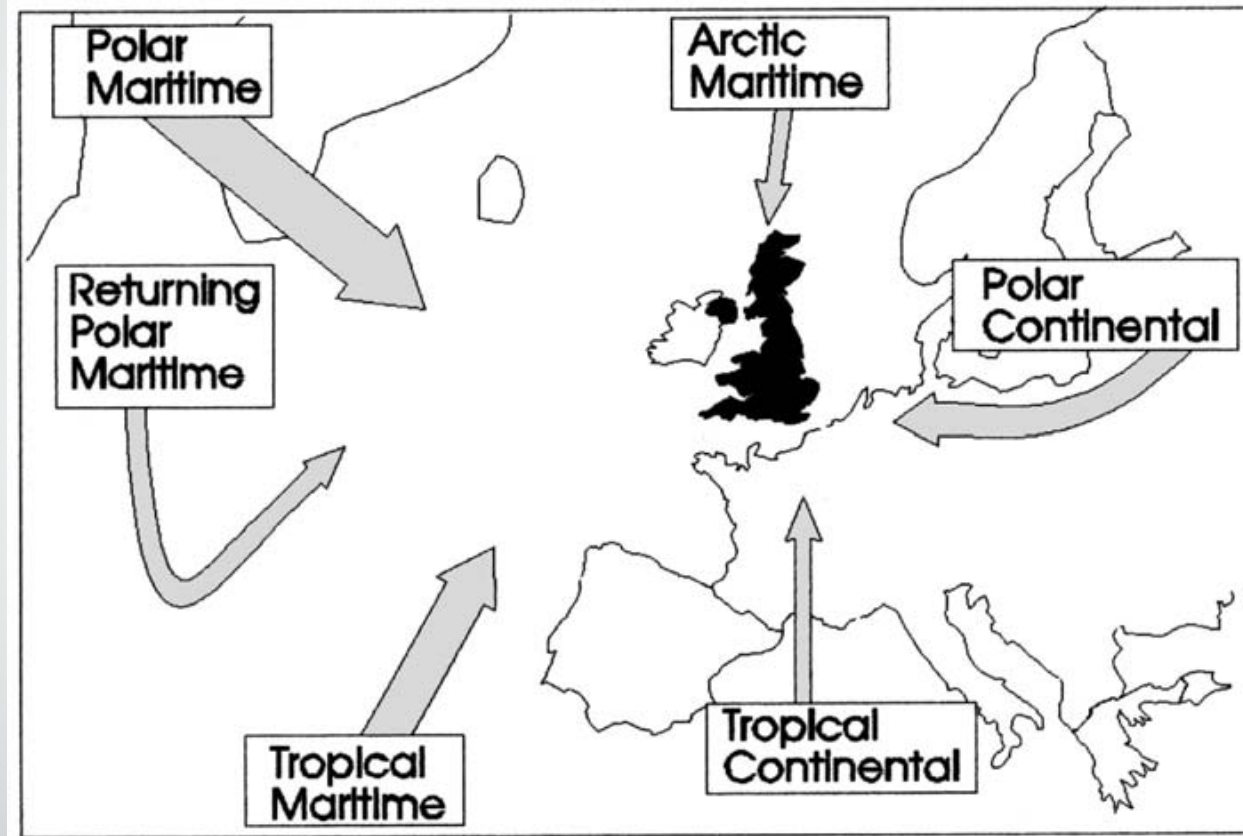 Polar
Maritime
Arctic
Maritime
Returning
Polar
Maritime
Polar
Continental
Tropical
Maritime
Tropical
Continental